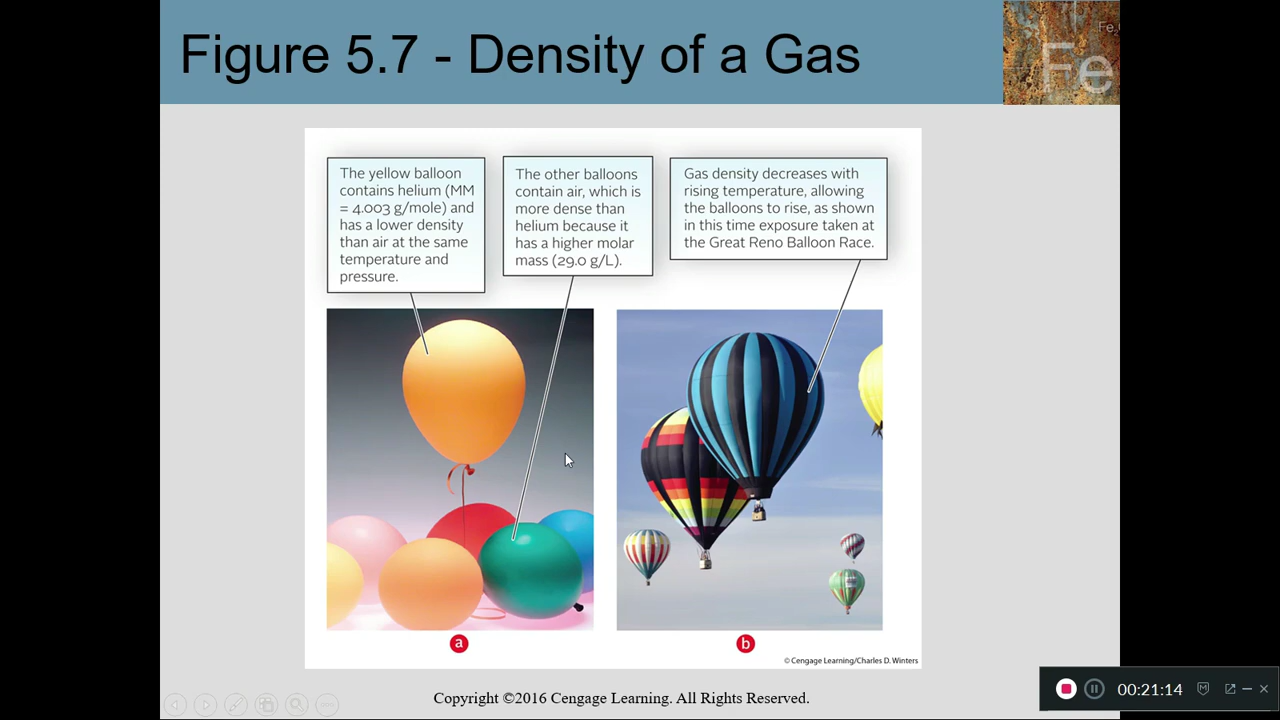 Figure 5.7 - Density of a Gas
Fe
Fe
The yellow balloon
contains helium (MM
= 4.003 g/mole) and
has a lower density
than air at the same
temperature and
pressure.
The other balloons
contain air, which is
more dense than
helium because it
has a higher molar
mass (29.0 g/L).
Gas density decreases with
rising temperature, allowing
the balloons to rise, as shown
in this time exposure taken at
the Great Reno Balloon Race.
a
b
© Cengage Learning/Charles D. Winters
Copyright ©2016 Cengage Learning. All Rights Reserved.
00:21:14